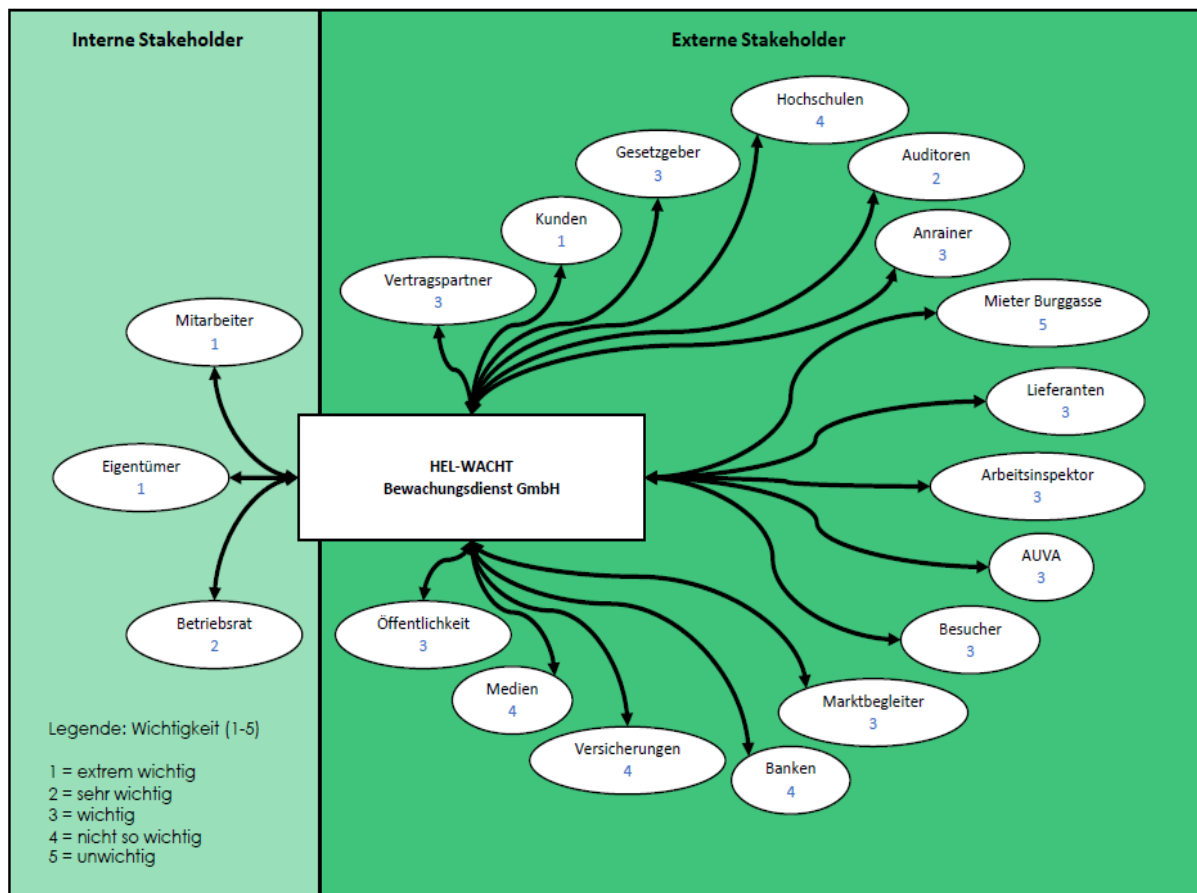 Interne Stakeholder
Externe Stakeholder
Hochschulen
4
Gesetzgeber
3
Auditoren
2
Kunden
1
Anrainer
3
Vertragspartner
3
Mieter Burggasse
5
Mitarbeiter
1
Lieferanten
3
Eigentümer
1
HEL-WACHT
Bewachungsdienst GmbH
Arbeitsinspektor
3
AUVA
3
Betriebsrat
2
Öffentlichkeit
3
Besucher
3
Medien
4
Marktbegleiter
3
Versicherungen
4
Banken
4
Legende: Wichtigkeit (1-5)
1 = extrem wichtig
2 = sehr wichtig
3 = wichtig
4 = nicht so wichtig
5 = unwichtig